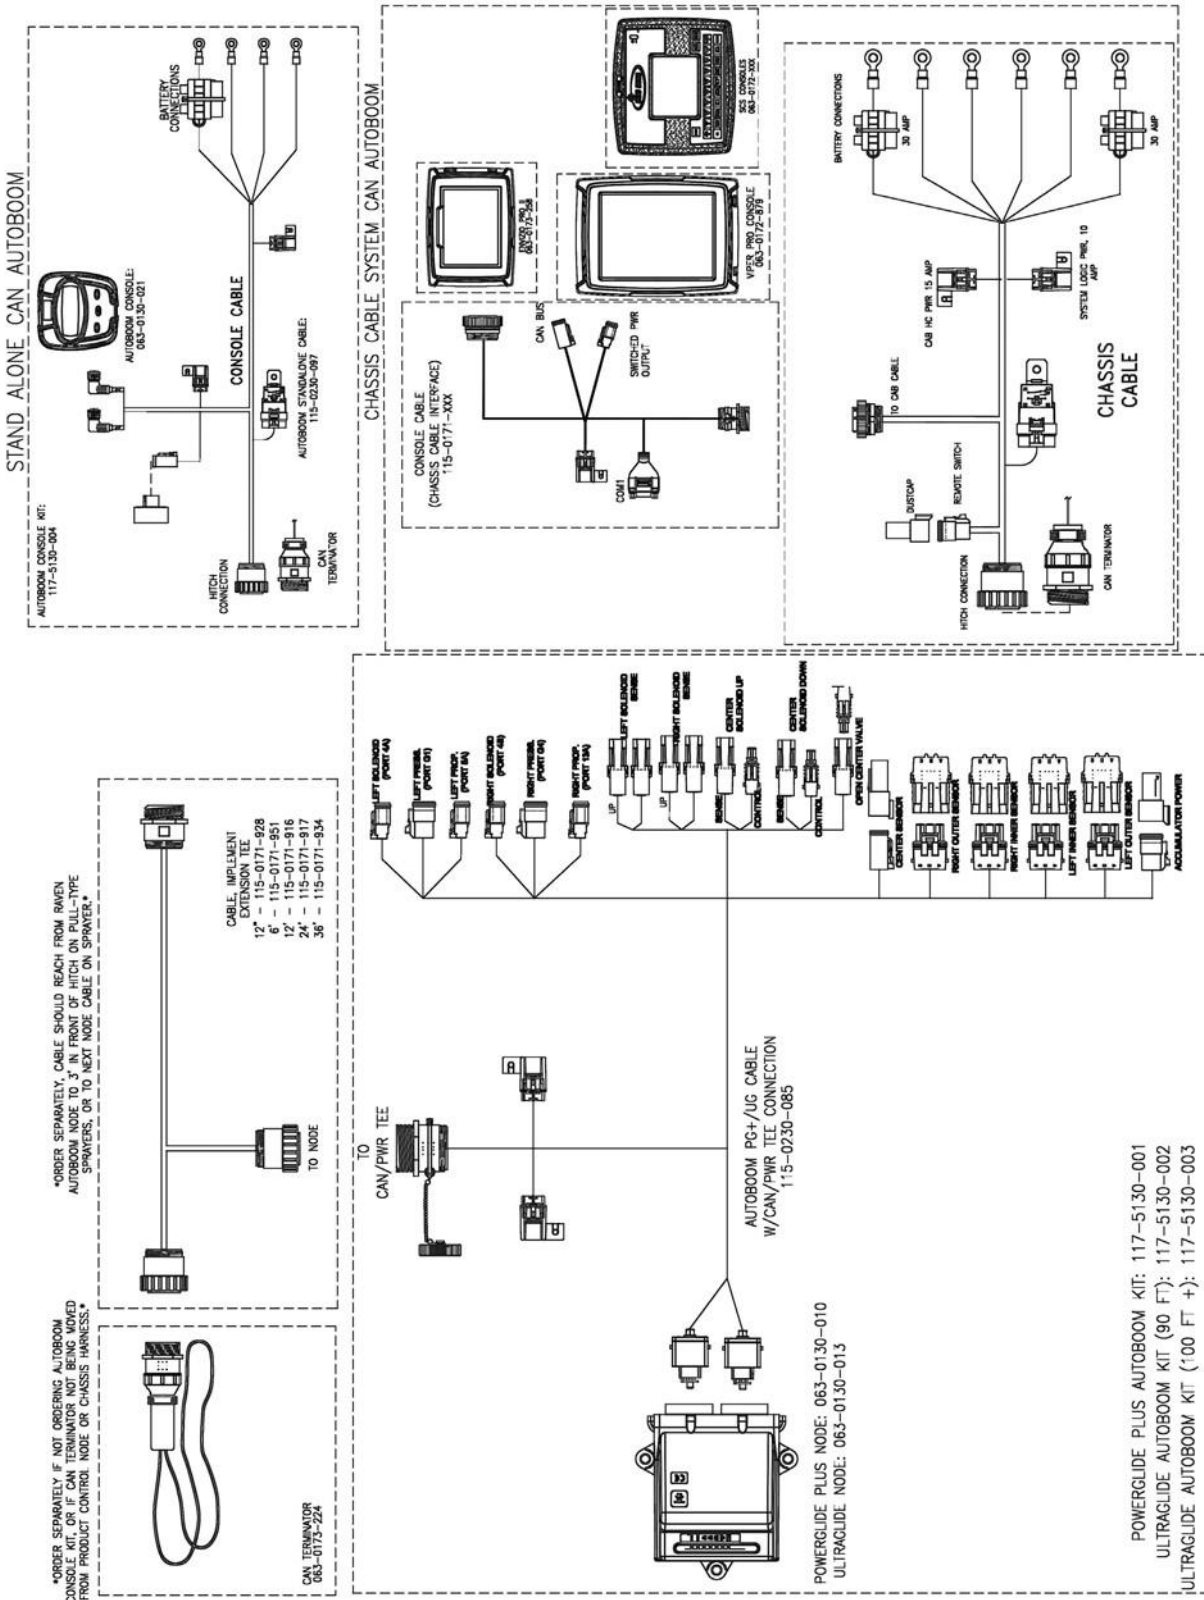 STAND ALONE CAN AUTOBOOM
AUTOBOOM CONSOLE KIT:
117-5130-004
AUTOBOOM CONSOLE:
063-0130-021
BATTERY
CONNECTIONS
CONSOLE CABLE
AUTOBOOM STANDALONE CABLE:
115-0230-097
HITCH
CONNECTION
CAN
TERMINATOR
CHASSIS CABLE SYSTEM CAN AUTOBOOM
CONSOLE CABLE
(CHASSIS CABLE INTERFACE)
115-0171-XXX
CAN BUS
SWITCHED PWR
OUTPUT
COM1
ENVIZIO PRO II
063-0173-258
VIPER PRO CONSOLE
063-0172-879
SCS CONSOLES
063-0172-XXX
BATTERY CONNECTIONS
30 AMP
30 AMP
CAB HC PWR 15 AMP
SYSTEM LOGIC PWR, 10
AMP
TO CAB CABLE
CHASSIS
CABLE
DUSTCAP
REMOTE SWITCH
HITCH CONNECTION
CAN TERMINATOR
*ORDER SEPARATELY IF NOT ORDERING AUTOBOOM
CONSOLE KIT, OR IF CAN TERMINATOR NOT BEING MOVED
FROM PRODUCT CONTROL NODE OR CHASSIS HARNESS.*
CAN TERMINATOR
063-0173-224
*ORDER SEPARATELY, CABLE SHOULD REACH FROM RAVEN
AUTOBOOM NODE TO 3' IN FRONT OF HITCH ON PULL-TYPE
SPRAYERS, OR TO NEXT NODE CABLE ON SPRAYER.*
TO NODE
CABLE, IMPLEMENT
EXTENSION TEE
12" - 115-0171-928
6' - 115-0171-951
12' - 115-0171-916
24' - 115-0171-917
36' - 115-0171-934
TO
CAN/PWR TEE
AUTOBOOM PG+/UG CABLE
W/CAN/PWR TEE CONNECTION
115-0230-085
LEFT SOLENOID
(PORT 4A)
LEFT PRESS.
(PORT G1)
LEFT PROP.
(PORT 5A)
RIGHT SOLENOID
(PORT 4B)
RIGHT PRESS.
(PORT G4)
RIGHT PROP.
(PORT 13A)
LEFT SOLENOID
SENSE
UP
RIGHT SOLENOID
SENSE
UP
CENTER
SOLENOID UP
SENSE
CONTROL
CENTER
SOLENOID DOWN
SENSE
CONTROL
OPEN CENTER VALVE
CENTER SENSOR
RIGHT OUTER SENSOR
RIGHT INNER SENSOR
LEFT INNER SENSOR
LEFT OUTER SENSOR
ACCUMULATOR POWER
POWERGLIDE PLUS NODE: 063-0130-010
ULTRAGLIDE NODE: 063-0130-013
POWERGLIDE PLUS AUTOBOOM KIT: 117-5130-001
ULTRAGLIDE AUTOBOOM KIT (90 FT): 117-5130-002
ULTRAGLIDE AUTOBOOM KIT (100 FT +): 117-5130-003